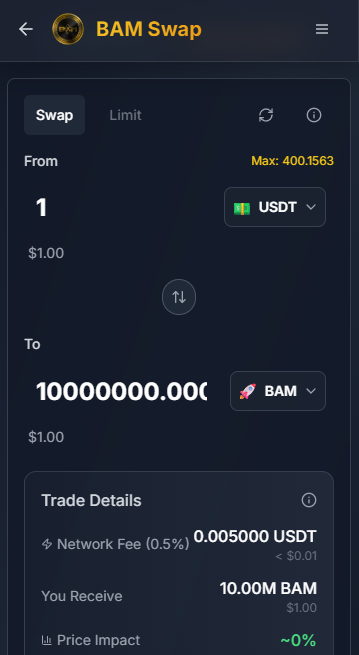 BAM Swap
Swap Limit
From Max: 400.1563
1 USDT
$1.00
To
10000000.000 BAM
$1.00
Trade Details
Network Fee (0.5%) 0.005000 USDT
< $0.01
You Receive 10.00M BAM
$1.00
Price Impact ~0%